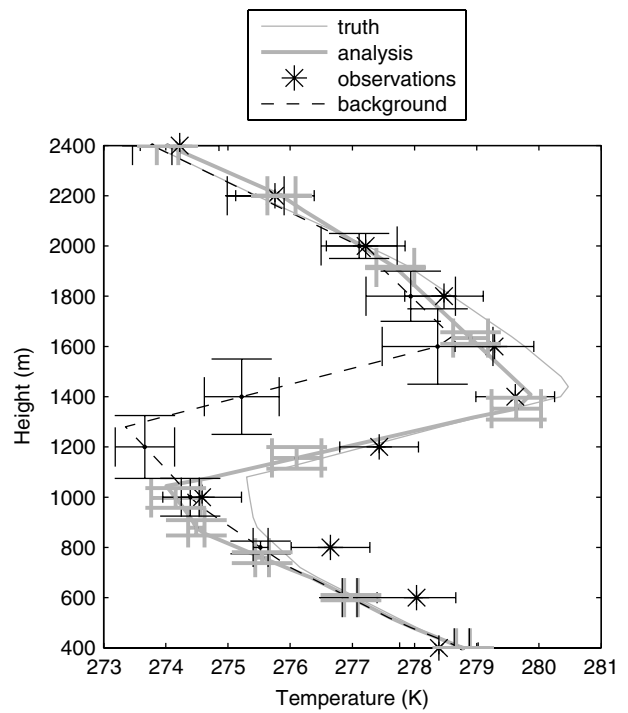 truth
analysis
observations
background
2400
2200
2000
1800
1600
1400
1200
1000
800
600
400
Height (m)
273 274 275 276 277 278 279 280 281
Temperature (K)